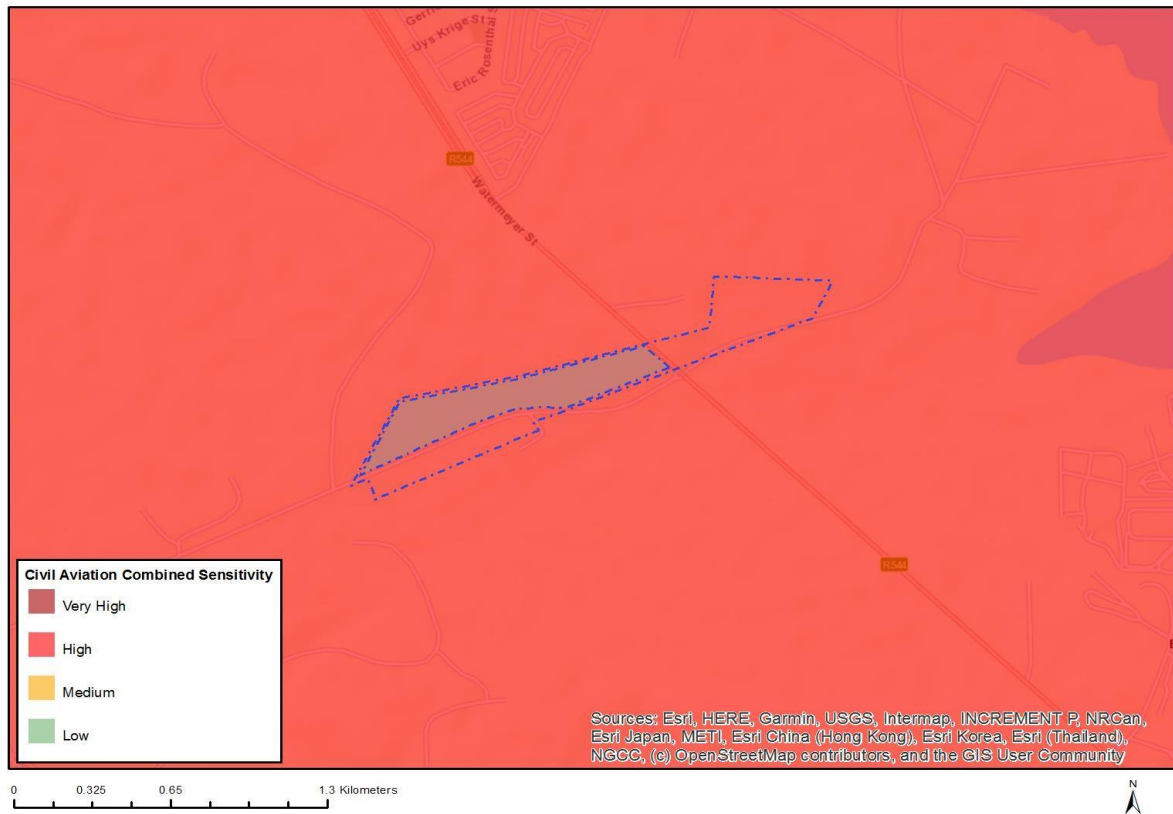 Uys Krige St
Eric Rosenthal S
R544
Watermeyer St
R544
Civil Aviation Combined Sensitivity
Very High
High
Medium
Low
Sources: Esri, HERE, Garmin, USGS, Intermap, INCREMENT P, NRCan,
Esri Japan, METI, Esri China (Hong Kong), Esri Korea, Esri (Thailand),
NGCC, (c) OpenStreetMap contributors, and the GIS User Community
0 0.325 0.65 1.3 Kilometers
N